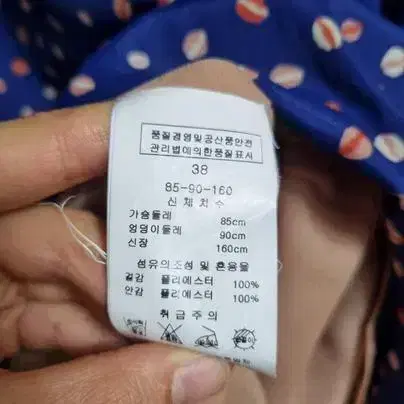 품질경영및공산품안전
관리법에의한품질표시
38
85-90-160
신체치수
가슴둘레 85cm
엉덩이둘레 90cm
신장 160cm
섬유의조성 및 혼용율
겉감 폴리에스터 100%
안감 폴리에스터 100%
취급주의